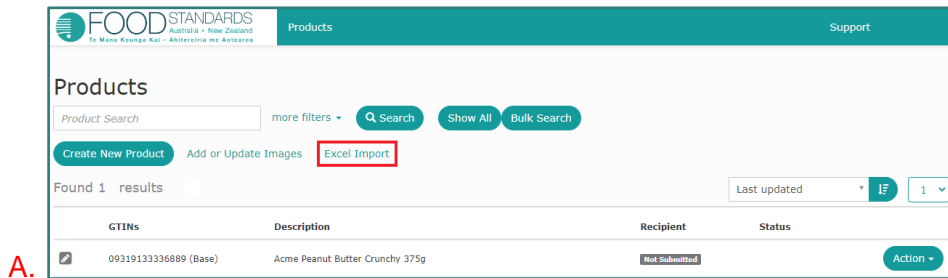 FOOD STANDARDS
Australia • New Zealand
Te Mana Kounga Kai – Ahitereiria me Aotearoa
Products
Support
Products
Product Search
more filters
Search
Show All
Bulk Search
Create New Product
Add or Update Images
Excel Import
Found 1 results
Last updated
1
GTINs
Description
Recipient
Status
09319133336889 (Base)
Acme Peanut Butter Crunchy 375g
Not Submitted
Action
A.